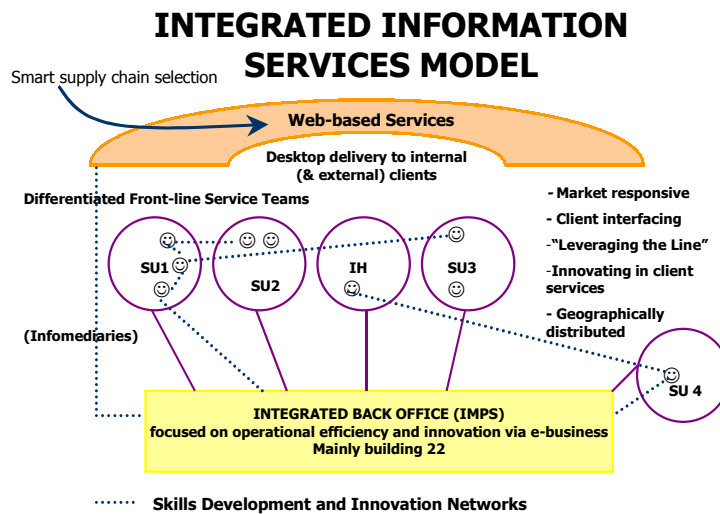 INTEGRATED INFORMATION
SERVICES MODEL
Smart supply chain selection
Web-based Services
Desktop delivery to internal
(& external) clients
Differentiated Front-line Service Teams
- Market responsive
- Client interfacing
-“Leveraging the Line”
-Innovating in client
services
- Geographically
distributed
SU1
SU2
IH
SU3
(Infomediaries)
SU 4
INTEGRATED BACK OFFICE (IMPS)
focused on operational efficiency and innovation via e-business
Mainly building 22
Skills Development and Innovation Networks